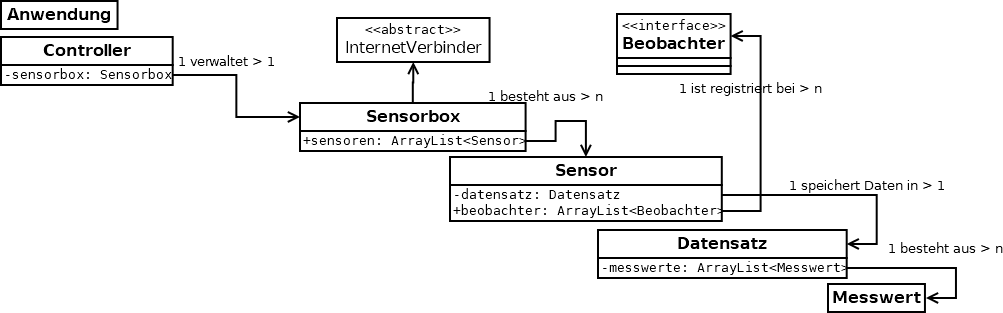 Anwendung
Controller
-sensorbox: Sensorbox
1 verwaltet > 1
<<abstract>>
InternetVerbinder
<<interface>>
Beobachter
1 ist registriert bei > n
1 besteht aus > n
Sensorbox
+sensoren: ArrayList<Sensor>
Sensor
-datensatz: Datensatz
+beobachter: ArrayList<Beobachter>
1 speichert Daten in > 1
Datensatz
-messwerte: ArrayList<Messwert>
1 besteht aus > n
Messwert